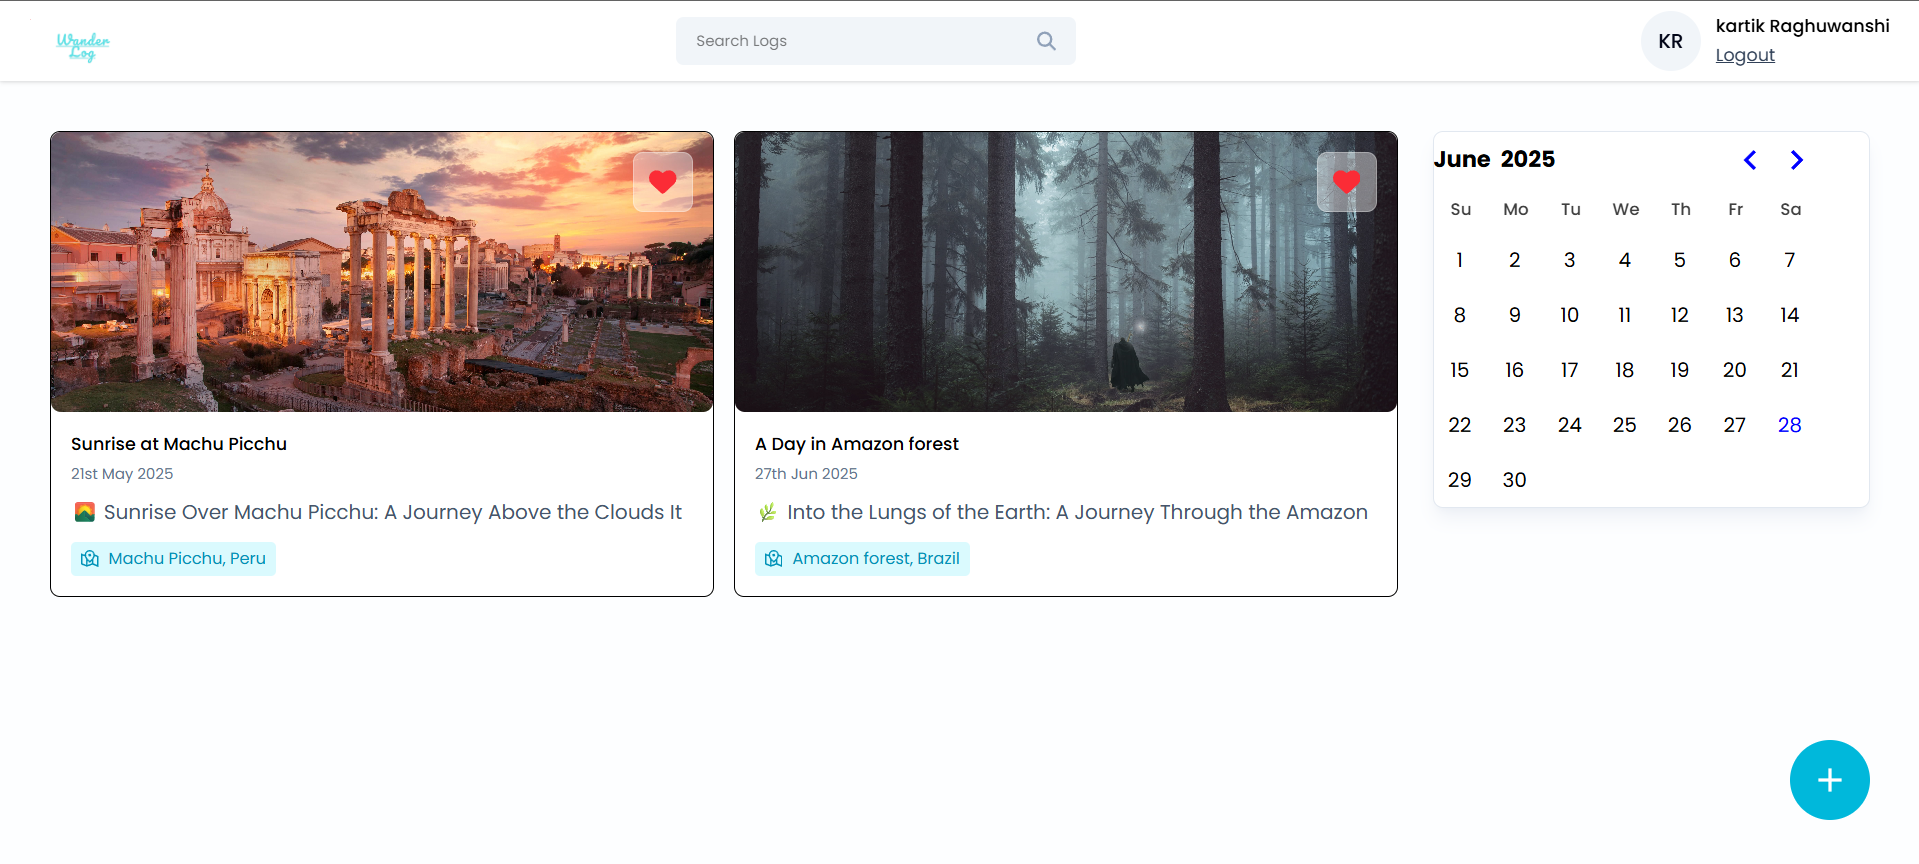 Wander
Log
Search Logs
KR
kartik Raghuwanshi
Logout
Sunrise at Machu Picchu
21st May 2025
Sunrise Over Machu Picchu: A Journey Above the Clouds It
Machu Picchu, Peru
A Day in Amazon forest
27th Jun 2025
Into the Lungs of the Earth: A Journey Through the Amazon
Amazon forest, Brazil
June 2025
Su Mo Tu We Th Fr Sa
1 2 3 4 5 6 7
8 9 10 11 12 13 14
15 16 17 18 19 20 21
22 23 24 25 26 27 28
29 30